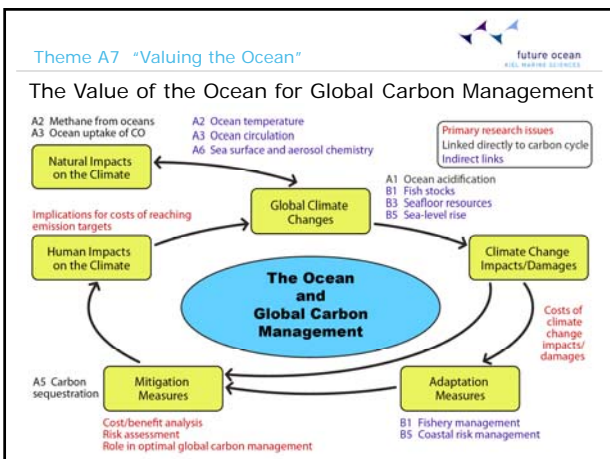 Theme A7 "Valuing the Ocean"
future ocean
KIEL MARINE SCIENCES
The Value of the Ocean for Global Carbon Management
A2 Methane from oceans
A3 Ocean uptake of CO
A2 Ocean temperature
A3 Ocean circulation
A6 Sea surface and aerosol chemistry
Primary research issues
Linked directly to carbon cycle
Indirect links
Natural Impacts
on the Climate
Global Climate
Changes
A1 Ocean acidification
B1 Fish stocks
B3 Seafloor resources
B5 Sea-level rise
Implications for costs of reaching
emission targets
Human Impacts
on the Climate
Climate Change
Impacts/Damages
The Ocean
and
Global Carbon
Management
Costs of
climate
change
impacts/
damages
A5 Carbon
sequestration
Mitigation
Measures
Adaptation
Measures
Cost/benefit analysis
Risk assessment
Role in optimal global carbon management
B1 Fishery management
B5 Coastal risk management